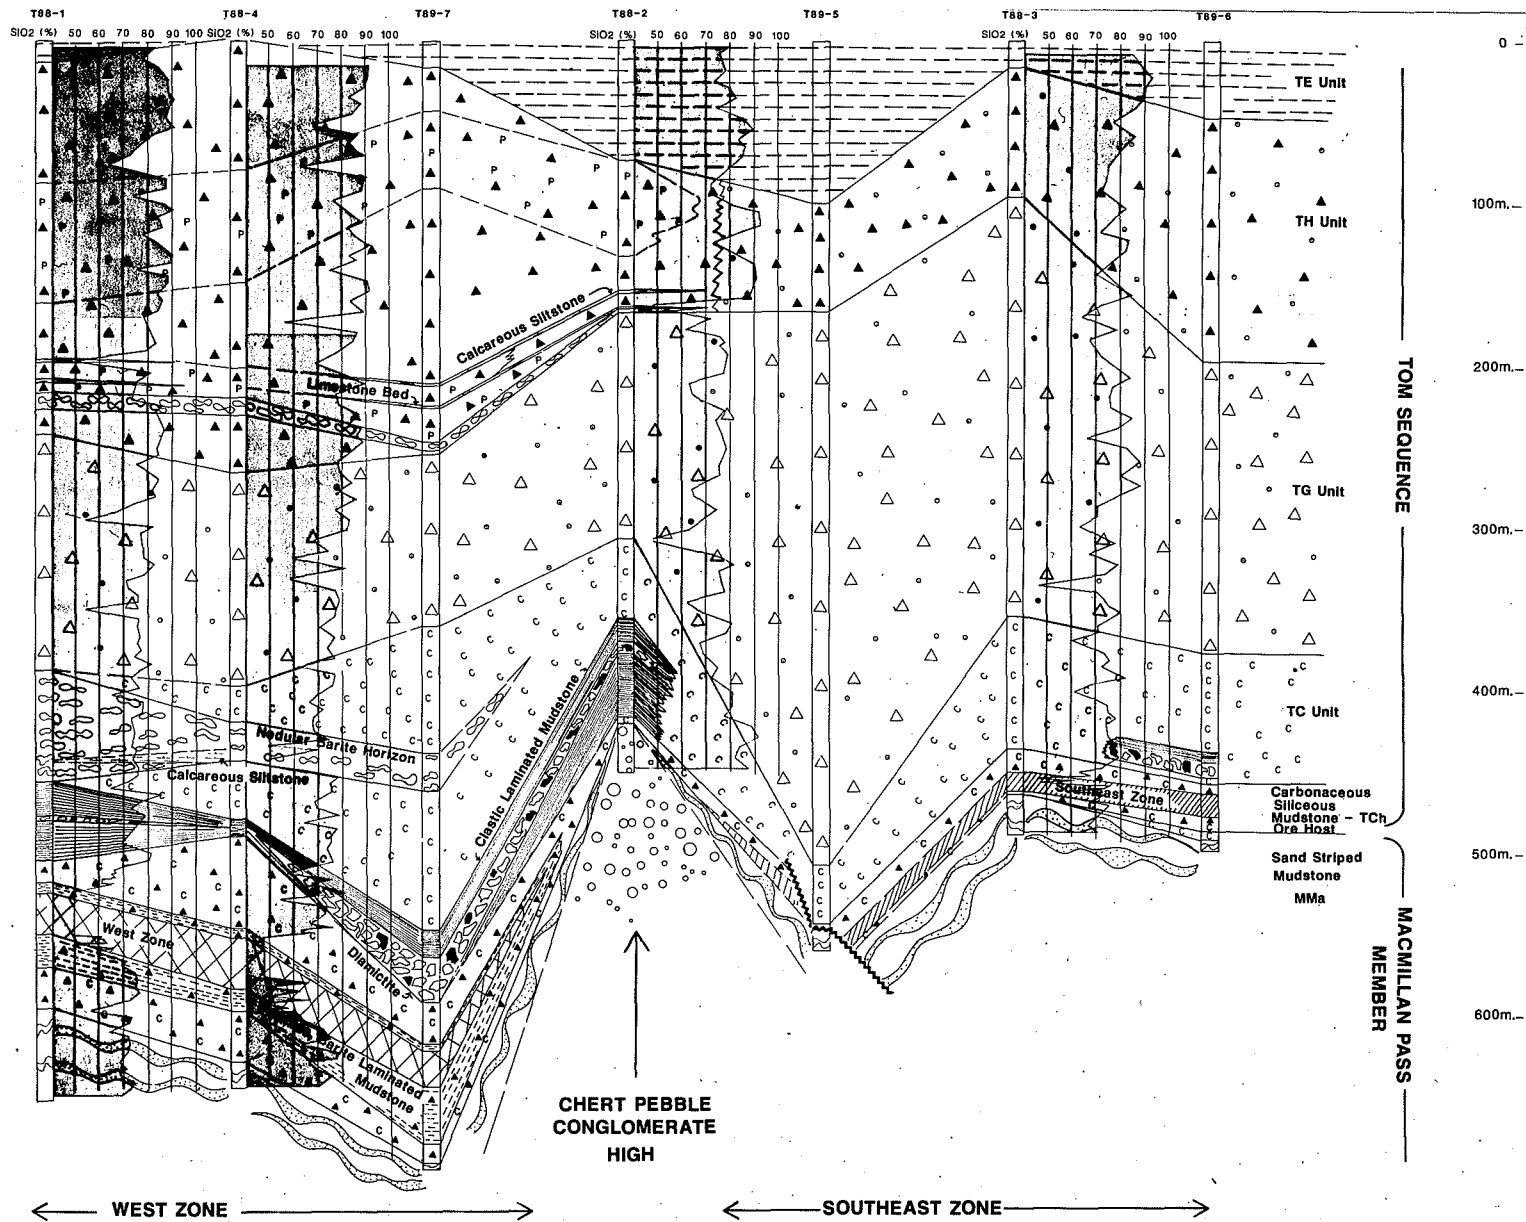 T88-1 T88-4 T89-7 T88-2 T89-5 T88-3 T89-6
SIO2 (%) 50 60 70 80 90 100 SIO2 (%) 50 60 70 80 90 100 SIO2 (%) 50 60 70 80 90 100 SIO2 (%) 50 60 70 80 90 100
0
TE Unit
100m.
TH Unit
Calcareous Siltstone
200m.
Limestone Bed
TOM SEQUENCE
TG Unit
300m.
400m.
TC Unit
Nodular Barite Horizon
Calcareous Siltstone
Clastic Laminated Mudstone
Southeast Zone
Carbonaceous
Siliceous
Mudstone - TCh
Ore Host
500m.
Sand Striped
Mudstone
MMa
West Zone
Diamictite
MACMILLAN PASS
MEMBER
600m.
Barite Laminated
Mudstone
CHERT PEBBLE
CONGLOMERATE
HIGH
WEST ZONE
SOUTHEAST ZONE